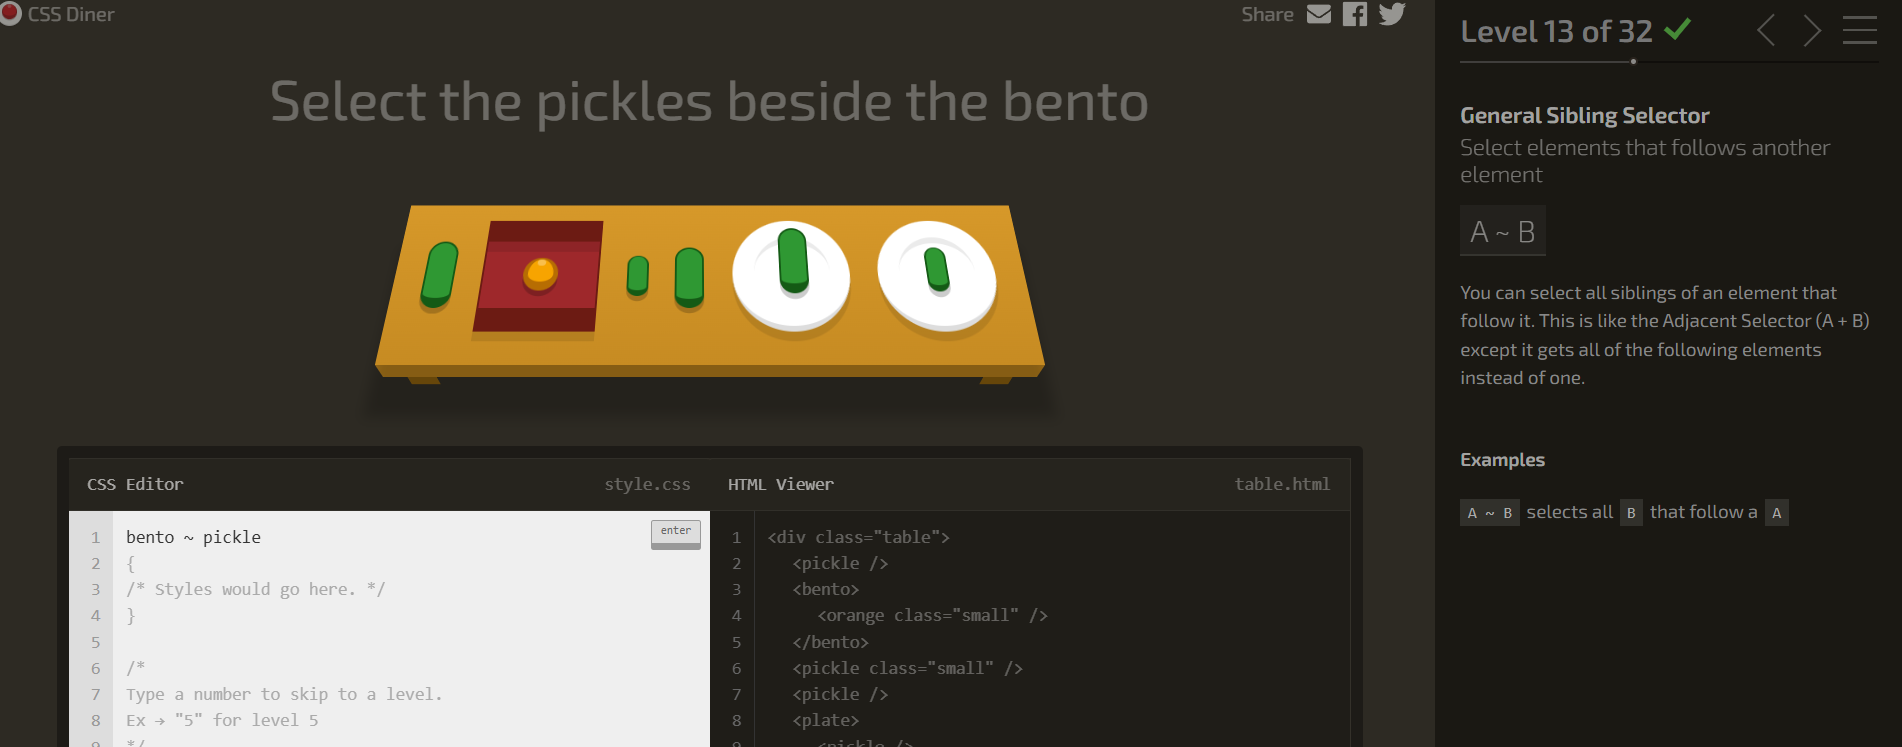 CSS Diner
Share
Select the pickles beside the bento
CSS Editor style.css
enter
1 bento ~ pickle
2 {
3 /* Styles would go here. */
4 }
5
6 /*
7 Type a number to skip to a level.
8 Ex → "5" for level 5
9 */
HTML Viewer table.html
1 <div class="table">
2 <pickle />
3 <bento>
4 <orange class="small" />
5 </bento>
6 <pickle class="small" />
7 <pickle />
8 <plate>
9 <pickle />
Level 13 of 32
General Sibling Selector
Select elements that follows another
element
A ~ B
You can select all siblings of an element that
follow it. This is like the Adjacent Selector (A + B)
except it gets all of the following elements
instead of one.
Examples
A ~ B selects all B that follow a A